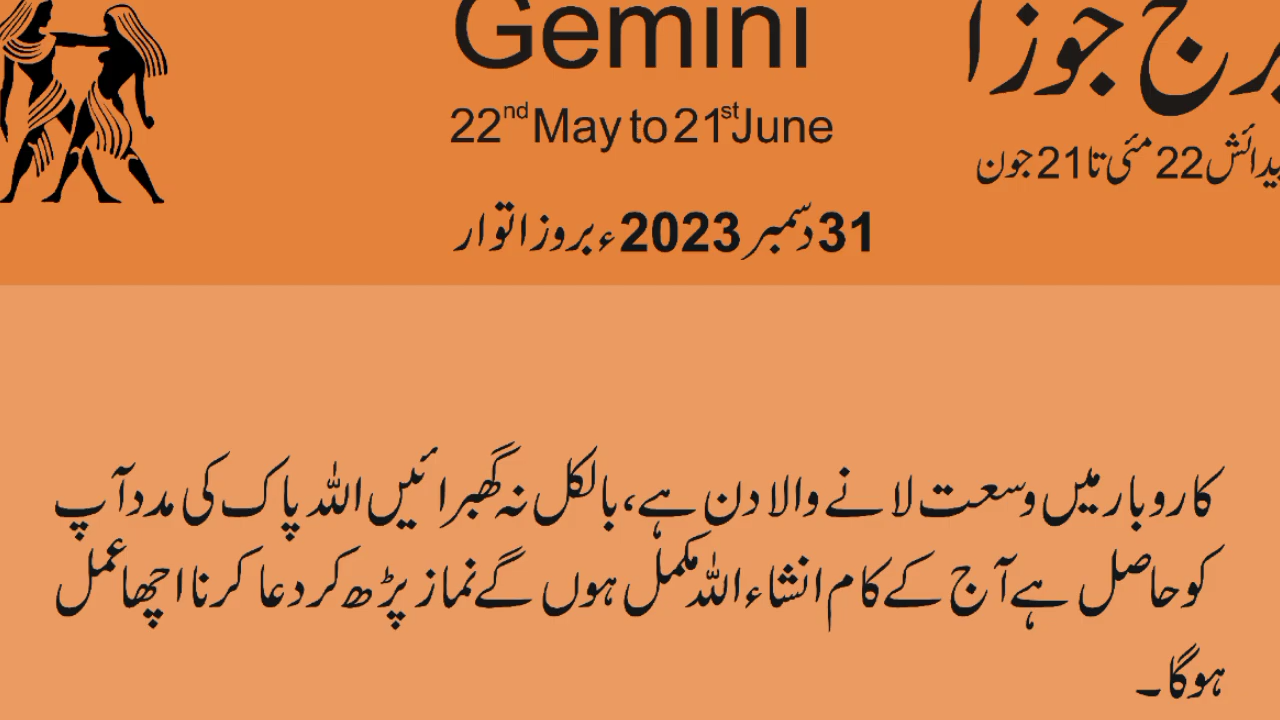 Gemini
برج جوزا
22nd May to 21st June
پیدائش 22 مئی تا 21 جون
31 دسمبر 2023ء بروز اتوار
کاروبار میں وسعت لانے والا دن ہے، بالکل نہ گھبرائیں اللہ پاک کی مدد آپ
کو حاصل ہے آج کے کام انشاء اللہ مکمل ہوں گے نماز پڑھ کر دعا کرنا اچھا عمل
ہوگا۔